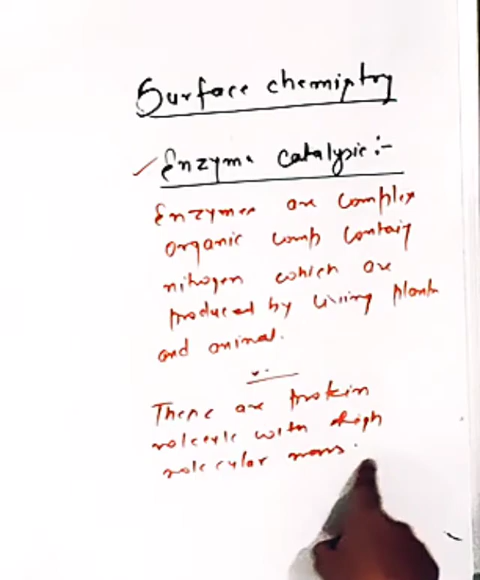 Surface chemistry
Enzyme catalysis:-
Enzymes are complex
organic comp contain
nitrogen which are
produced by living plants
and animal.
These are protein
molecule with high
molecular mass.